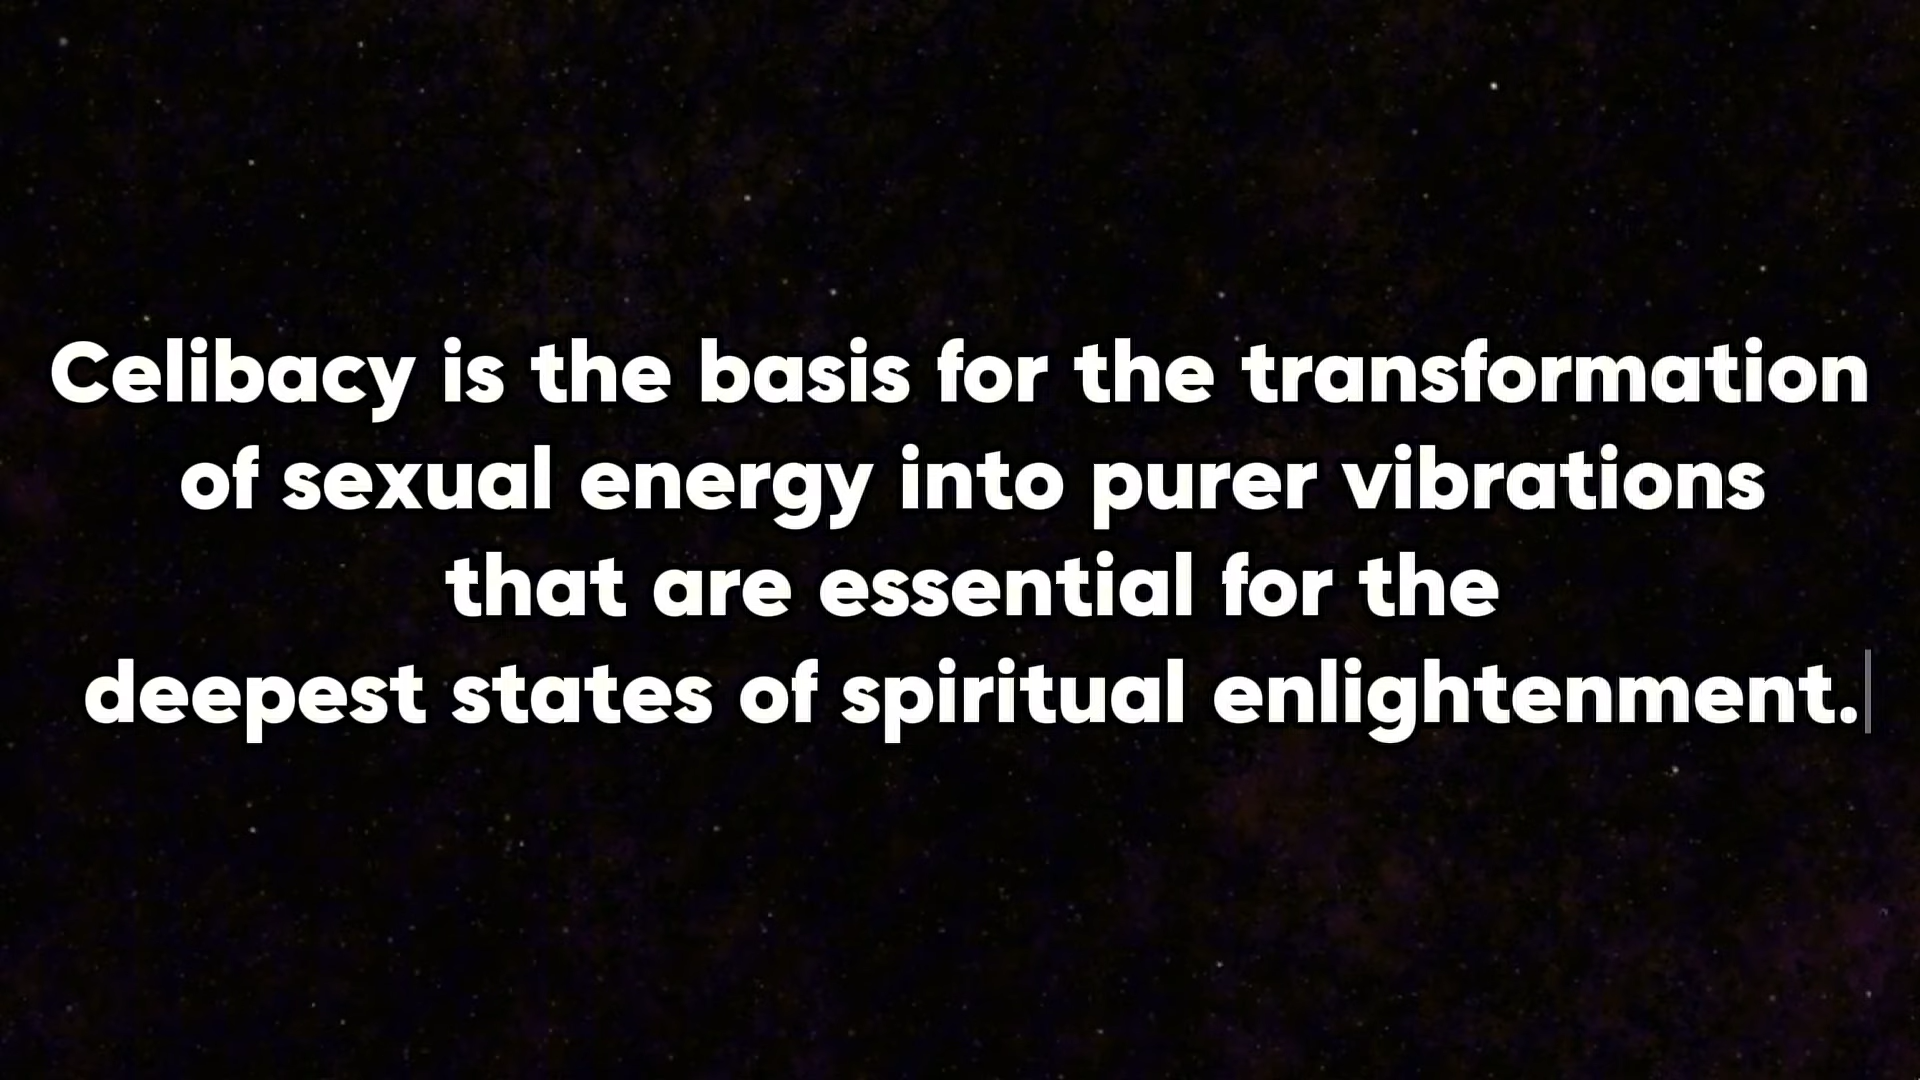 Celibacy is the basis for the transformation
of sexual energy into purer vibrations
that are essential for the
deepest states of spiritual enlightenment.